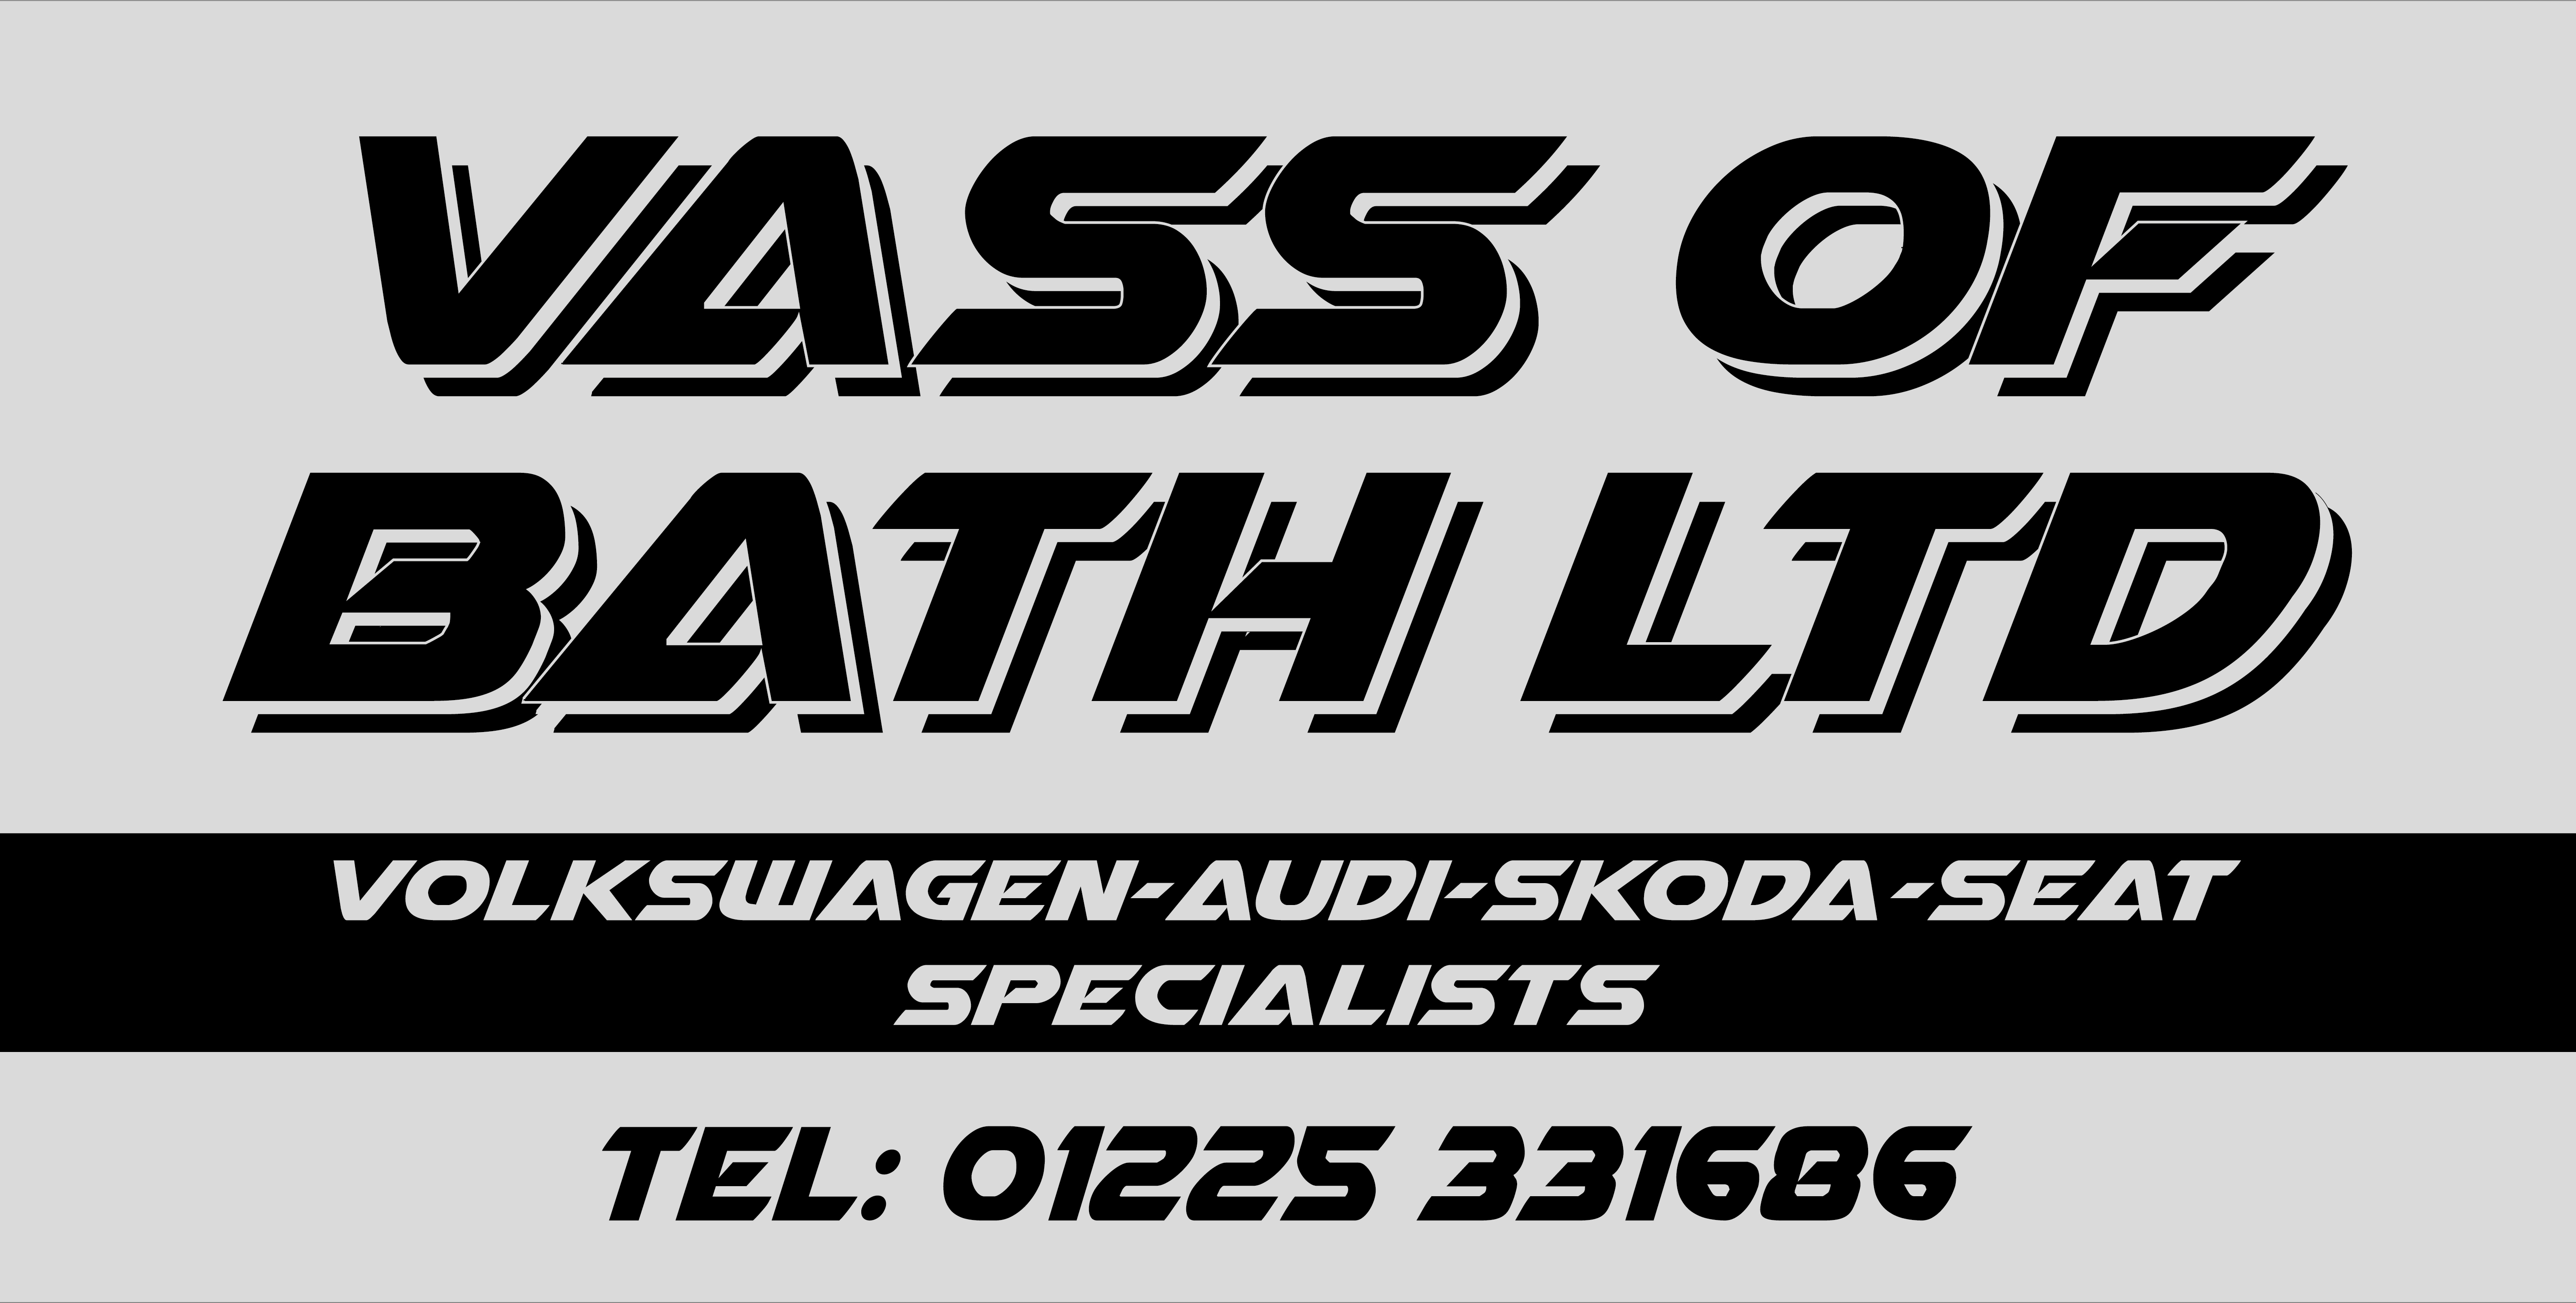 VASS OF
BATH LTD
VOLKSWAGEN-AUDI-SKODA-SEAT
SPECIALISTS
TEL: 01225 331686